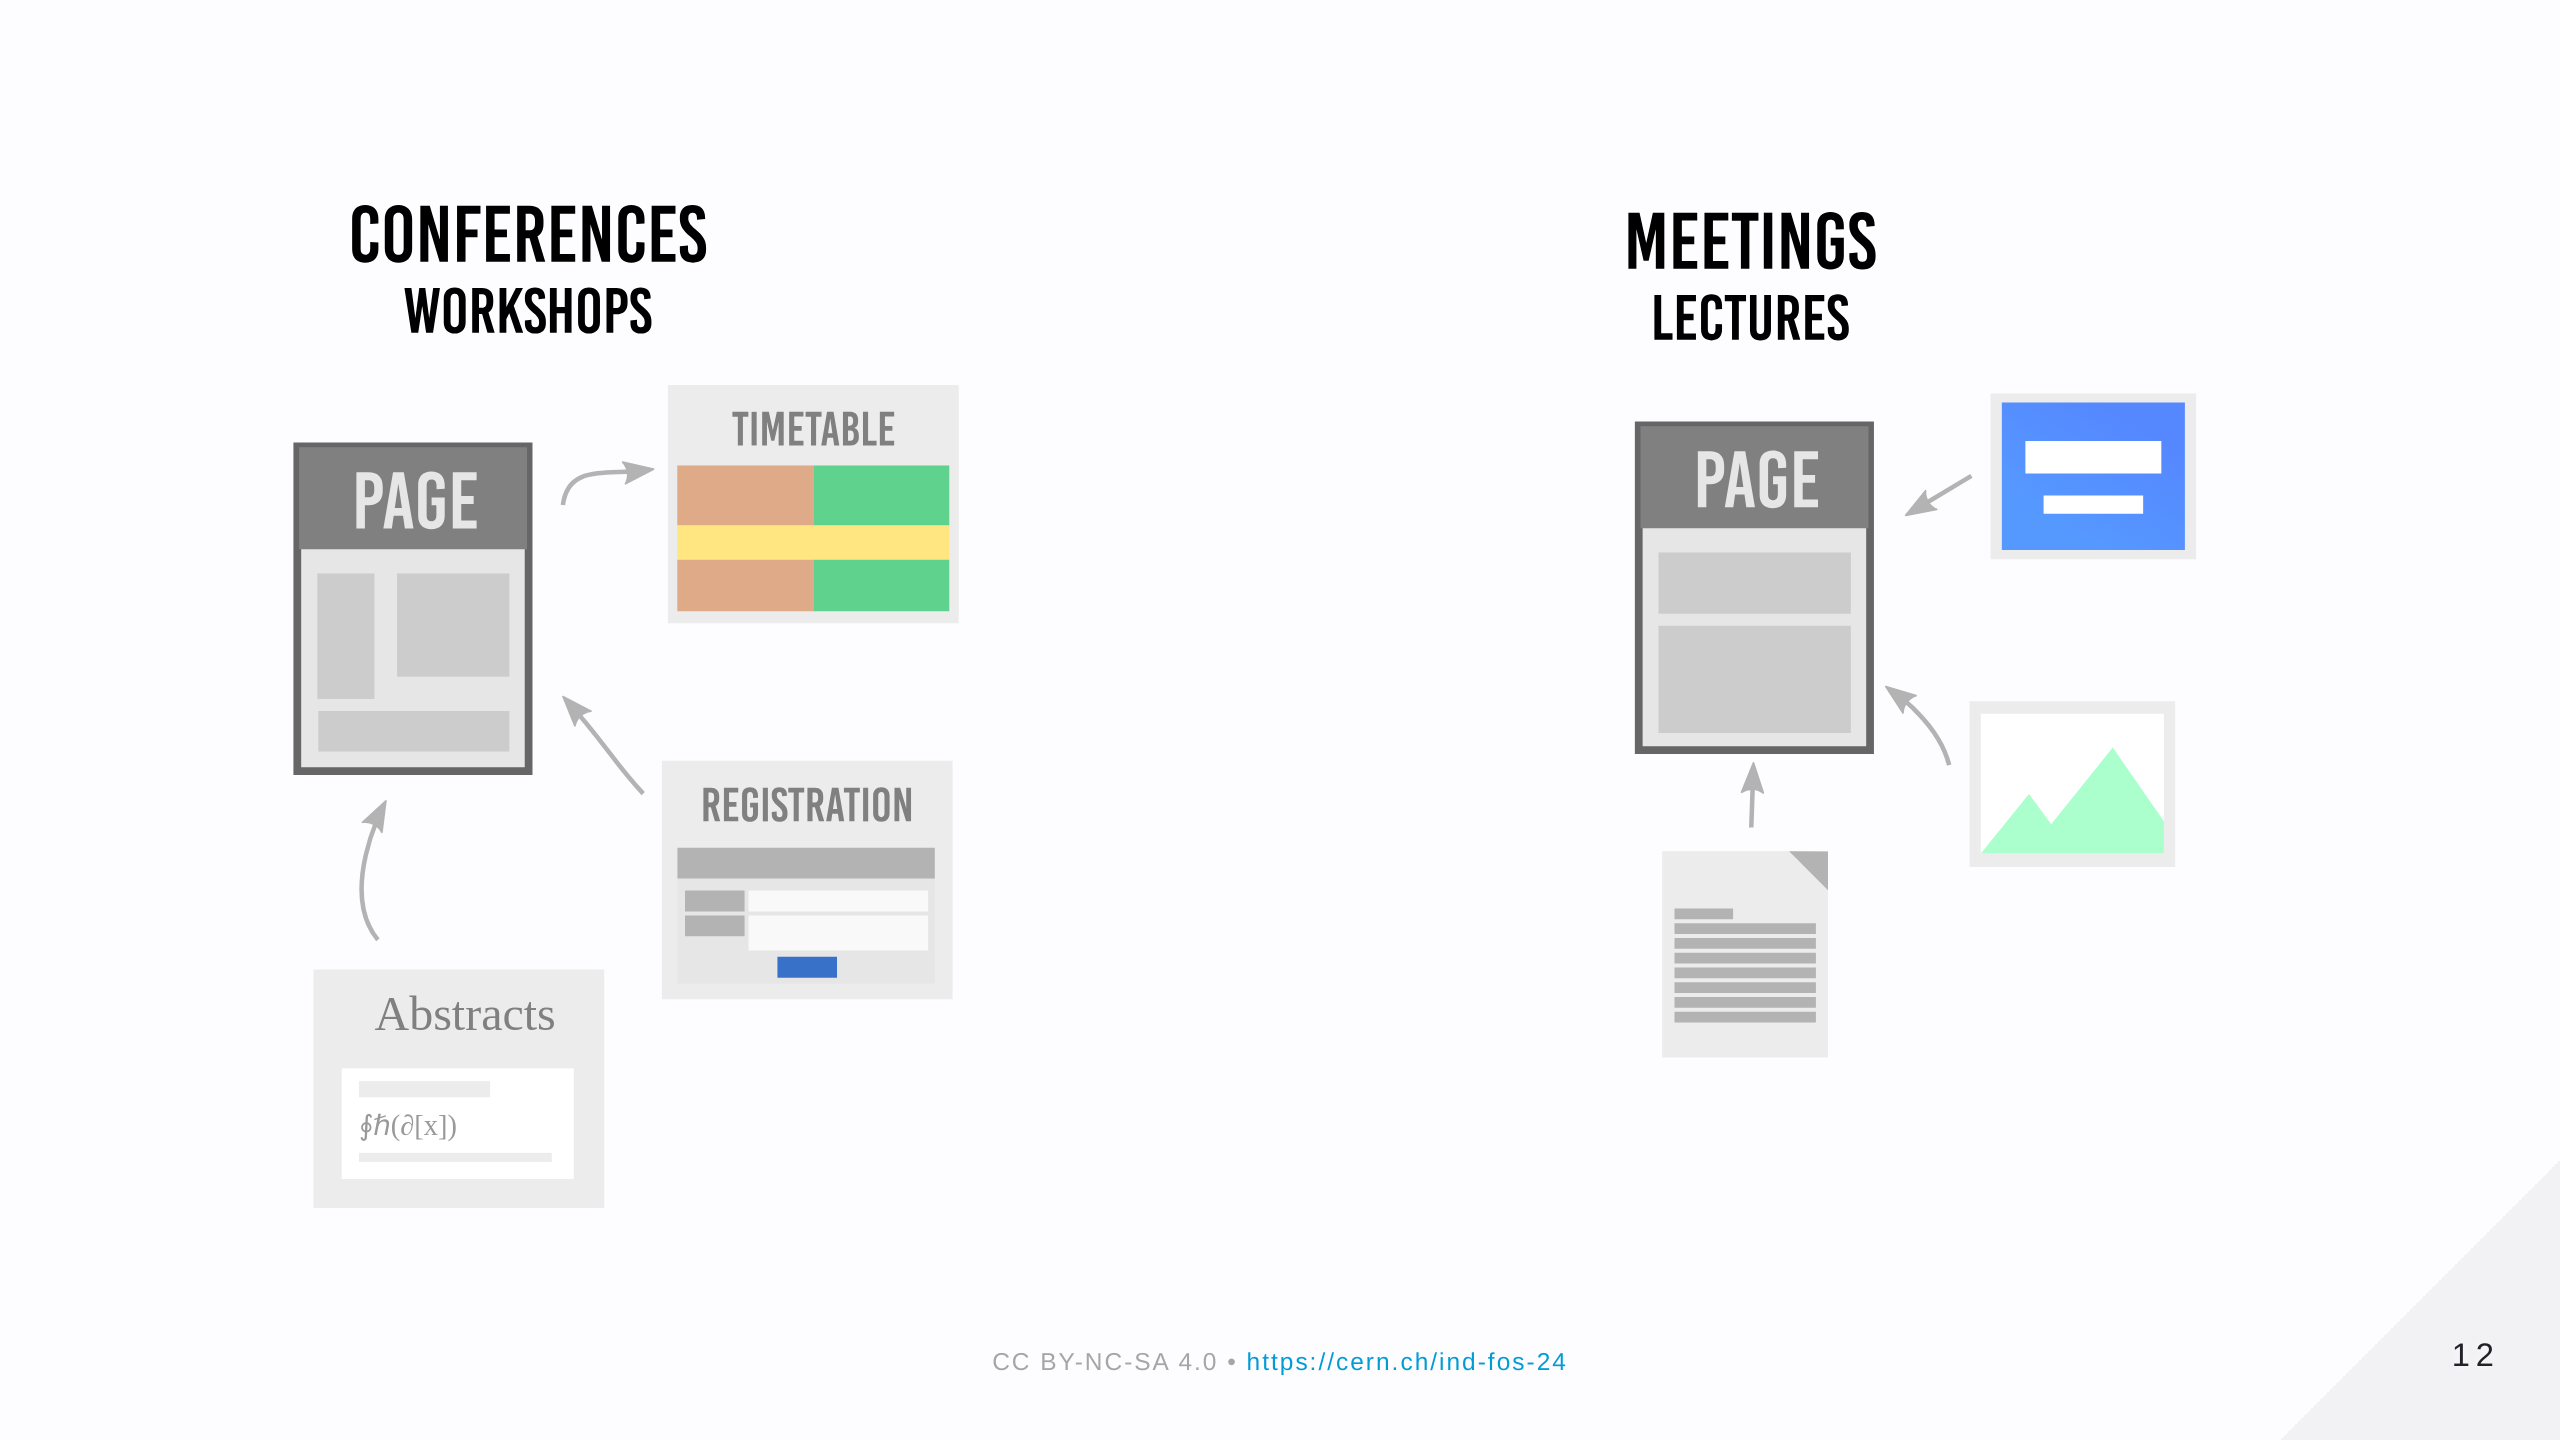 CONFERENCES
WORKSHOPS
PAGE
TIMETABLE
REGISTRATION
Abstracts
∮ℏ(∂[x])
MEETINGS
LECTURES
PAGE
CC BY-NC-SA 4.0 • https://cern.ch/ind-fos-24
12